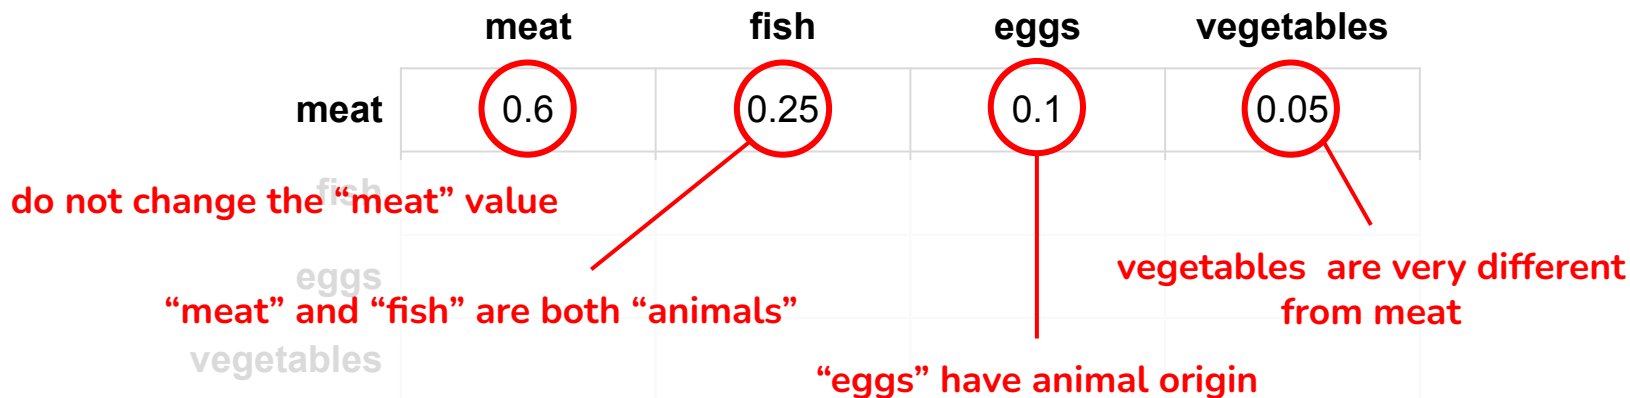 meat fish eggs vegetables
meat 0.6 0.25 0.1 0.05
fish
do not change the “meat” value
eggs
“meat” and “fish” are both “animals”
vegetables are very different
from meat
vegetables
“eggs” have animal origin